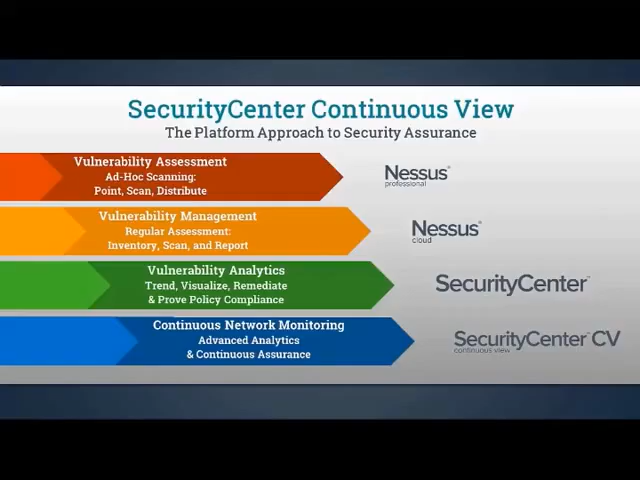 SecurityCenter Continuous View
The Platform Approach to Security Assurance
Vulnerability Assessment
Ad-Hoc Scanning:
Point, Scan, Distribute
Nessus®
professional
Vulnerability Management
Regular Assessment:
Inventory, Scan, and Report
Nessus®
cloud
Vulnerability Analytics
Trend, Visualize, Remediate
& Prove Policy Compliance
SecurityCenter™
Continuous Network Monitoring
Advanced Analytics
& Continuous Assurance
SecurityCenter™ CV
continuous view